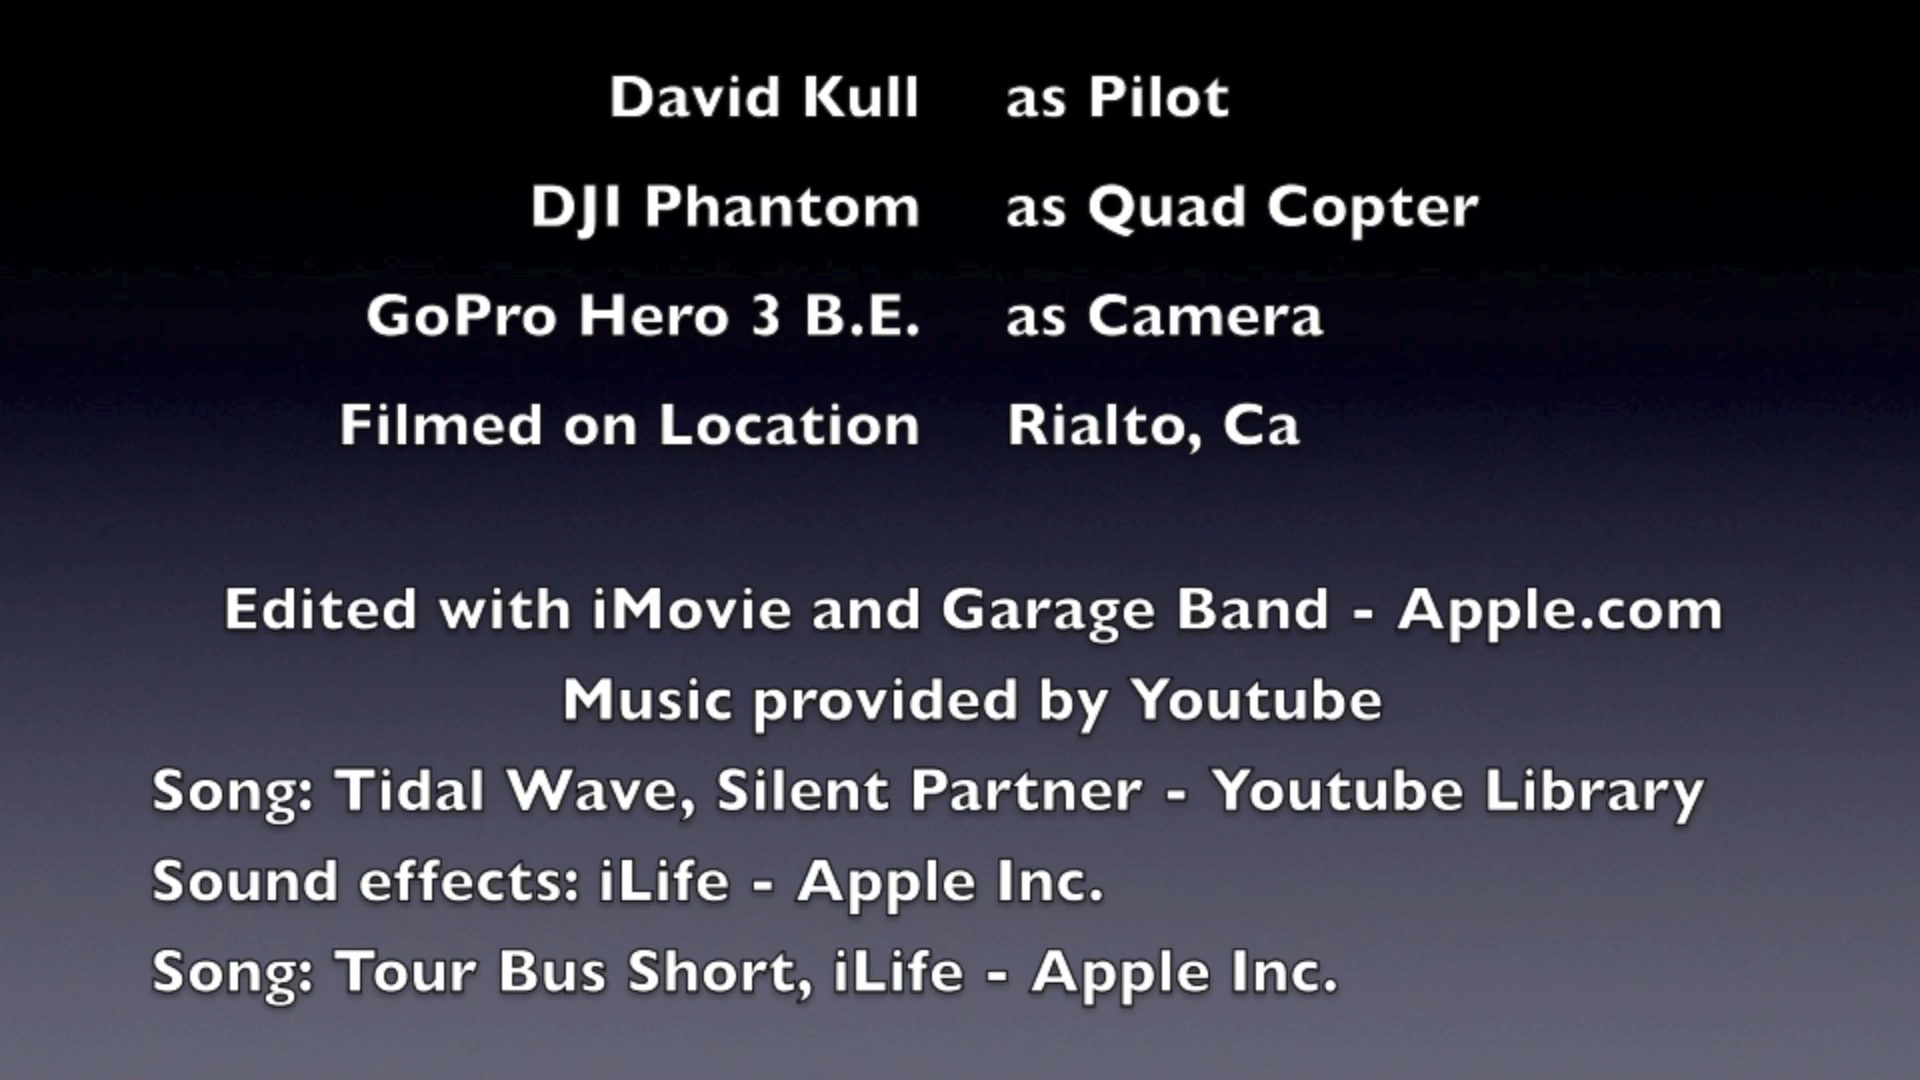 David Kull as Pilot
DJI Phantom as Quad Copter
GoPro Hero 3 B.E. as Camera
Filmed on Location Rialto, Ca
Edited with iMovie and Garage Band - Apple.com
Music provided by Youtube
Song: Tidal Wave, Silent Partner - Youtube Library
Sound effects: iLife - Apple Inc.
Song: Tour Bus Short, iLife - Apple Inc.